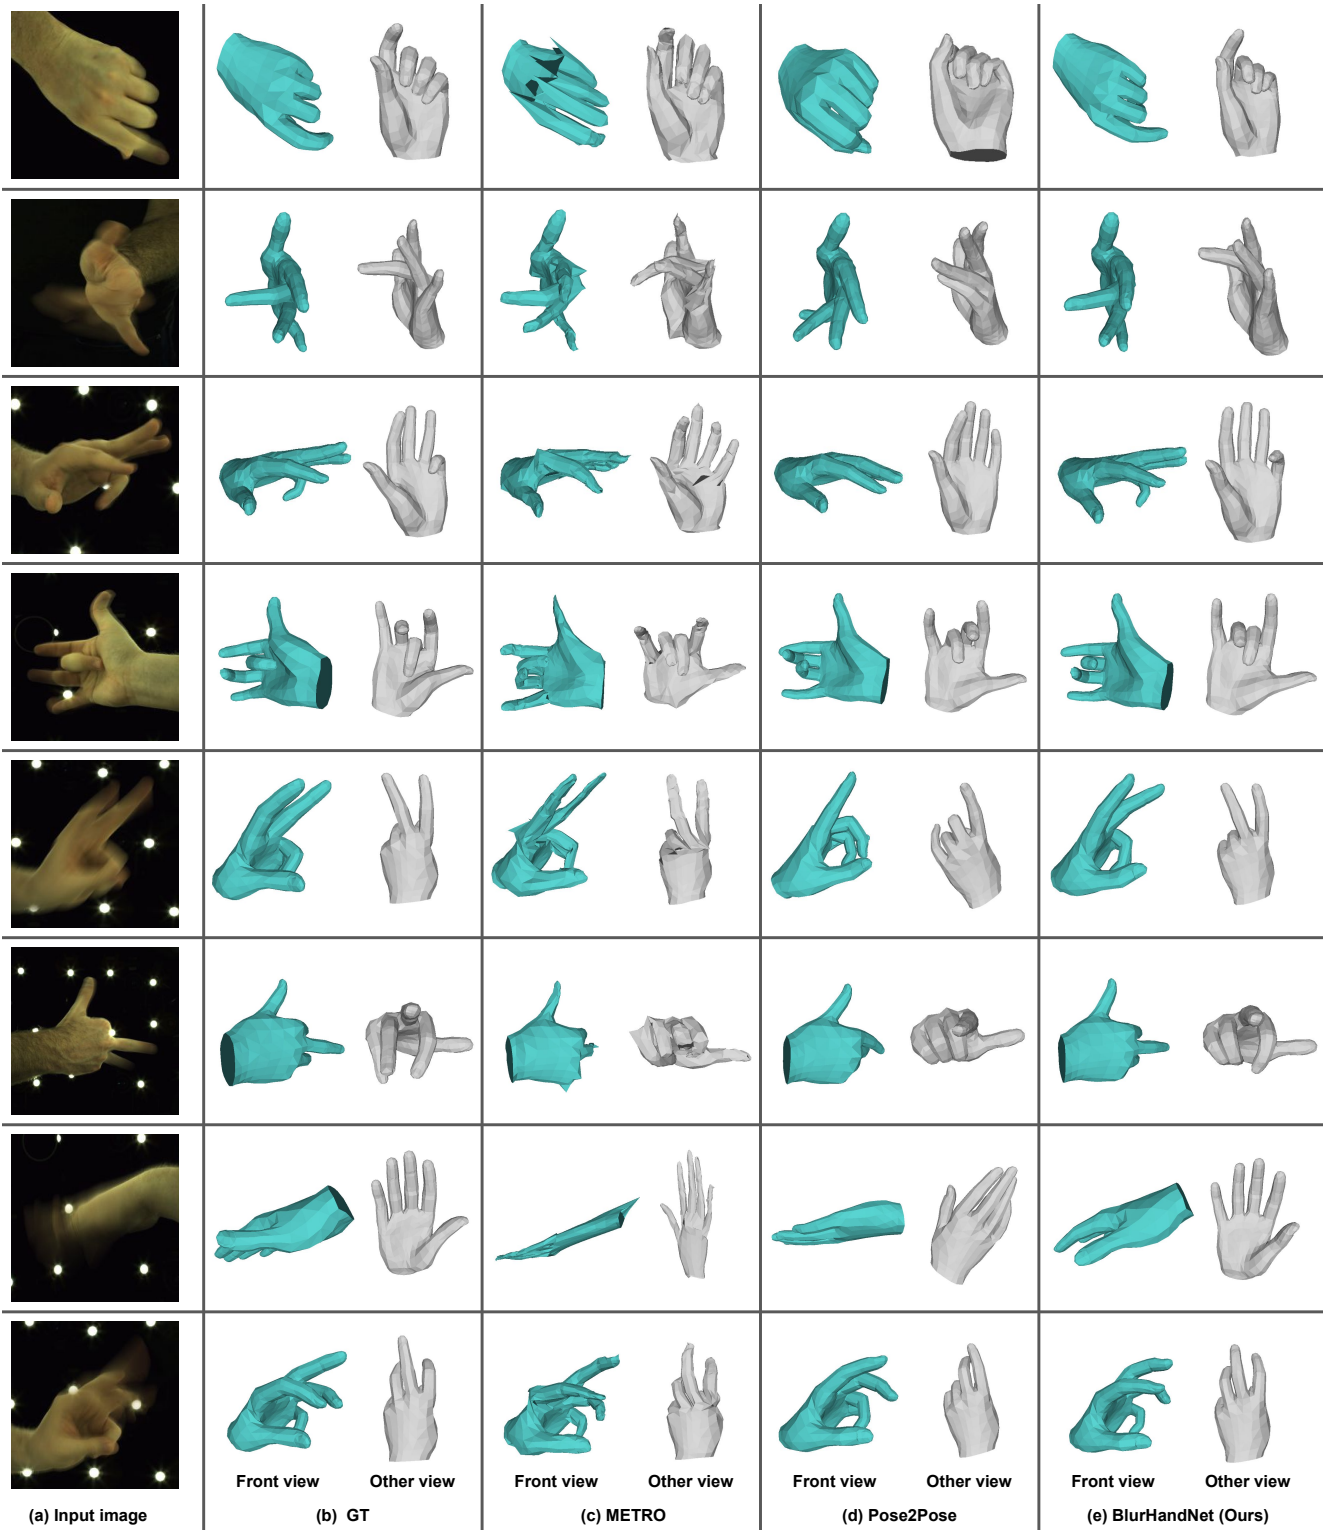 Front view Other view Front view Other view Front view Other view Front view Other view
(a) Input image (b) GT (c) METRO (d) Pose2Pose (e) BlurHandNet (Ours)